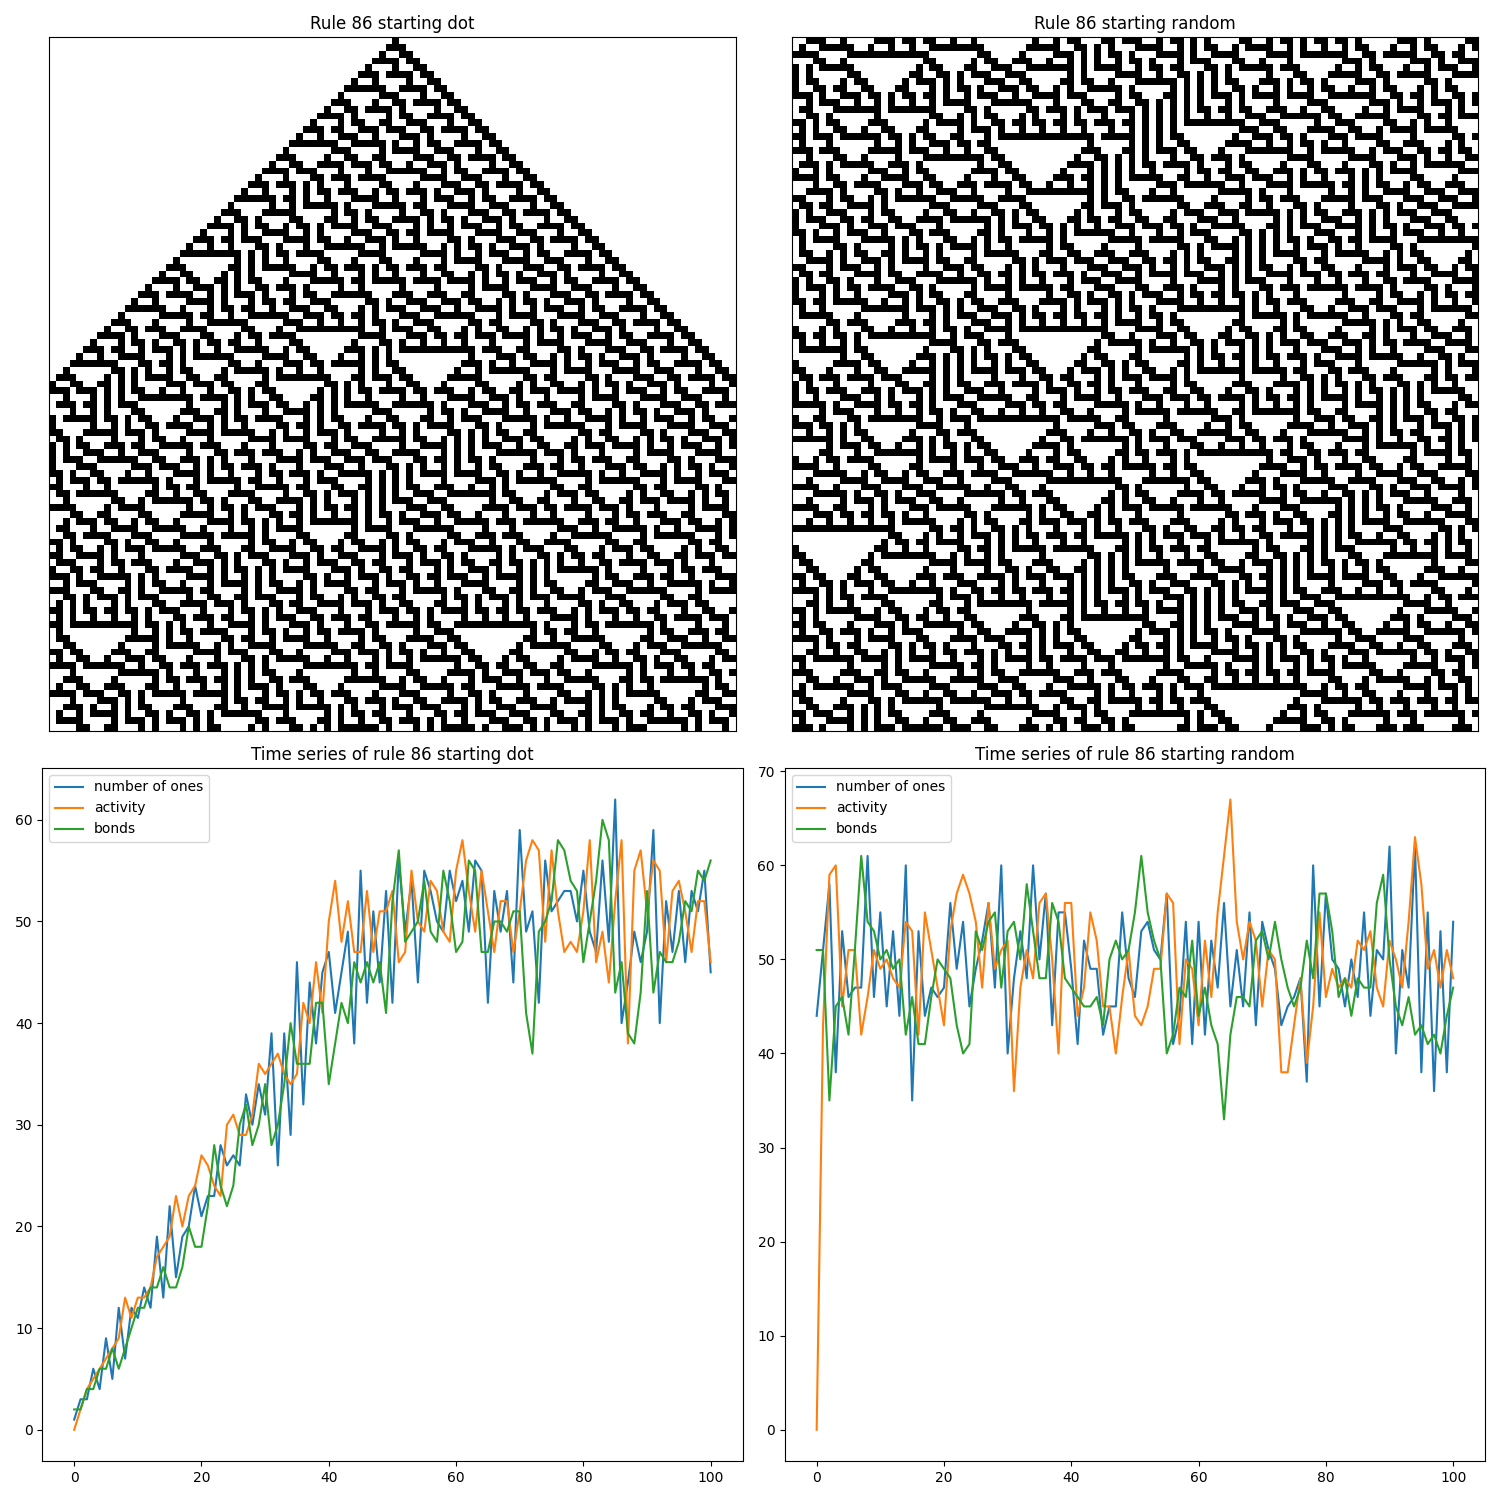 Rule 86 starting dot
Rule 86 starting random
Time series of rule 86 starting dot
number of ones
activity
bonds
60
50
40
30
20
10
0
0 20 40 60 80 100
Time series of rule 86 starting random
number of ones
activity
bonds
70
60
50
40
30
20
10
0
0 20 40 60 80 100